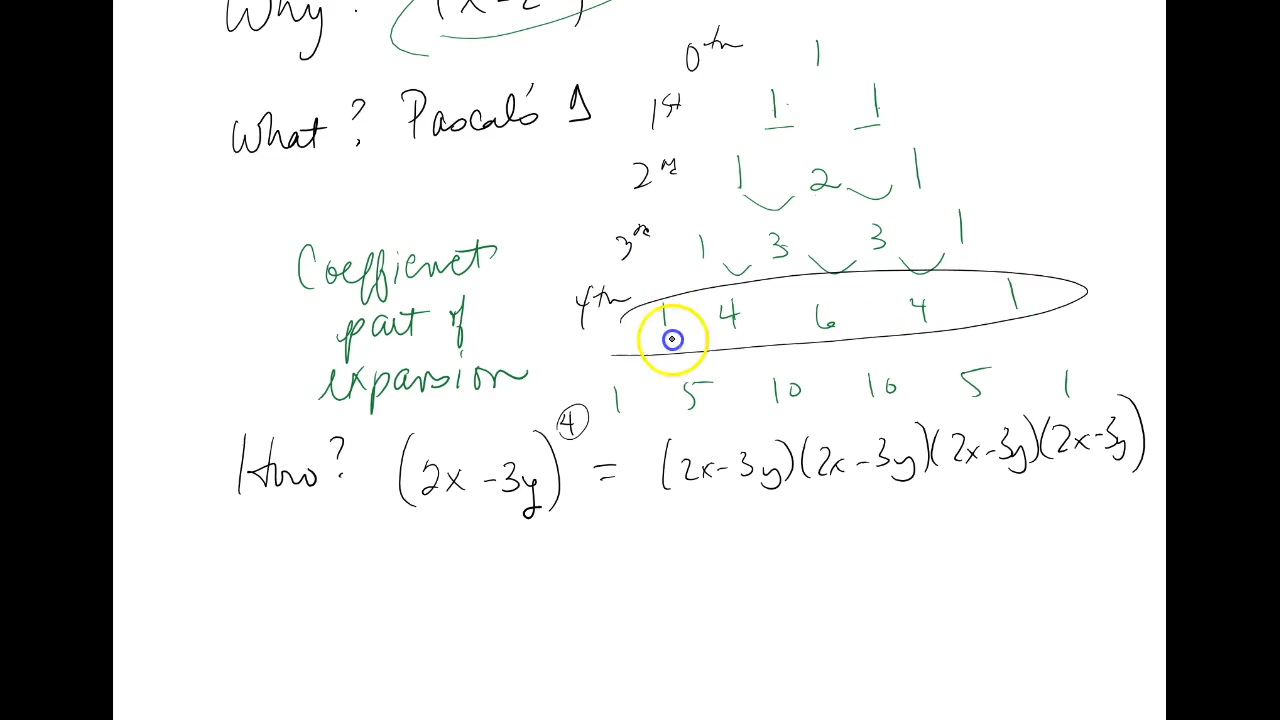 Why?
0th 1
What? Pascal's
1st 1 1
2nd 1 2 1
3rd 1 3 3 1
4th 1 4 6 4 1
1 5 10 10 5 1
Coefficient
part of
expansion
How? (2x - 3y)^4 = (2x - 3y)(2x - 3y)(2x - 3y)(2x - 3y)